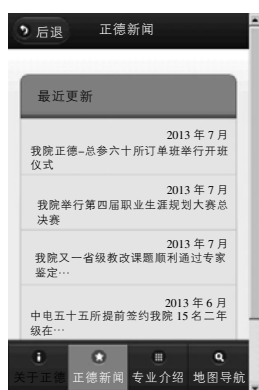 后退
正德新闻
最近更新
2013 年 7 月
我院正德-总参六十所订单班举行开班
仪式
2013 年 7 月
我院举行第四届职业生涯规划大赛总
决赛
2013 年 7 月
我院又一省级教改课题顺利通过专家
鉴定…
2013 年 6 月
中电五十五所提前签约我院 15 名二年
级在…
关于正德 正德新闻 专业介绍 地图导航